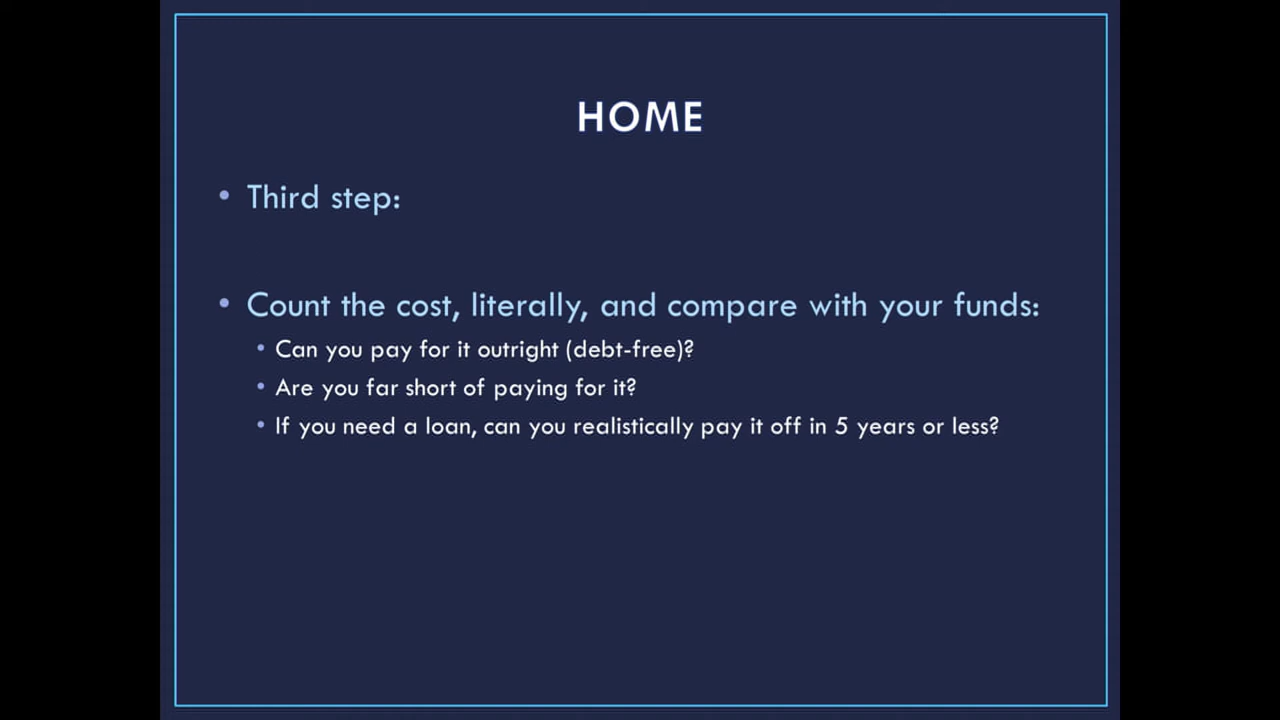 HOME
• Third step:
• Count the cost, literally, and compare with your funds:
• Can you pay for it outright (debt-free)?
• Are you far short of paying for it?
• If you need a loan, can you realistically pay it off in 5 years or less?